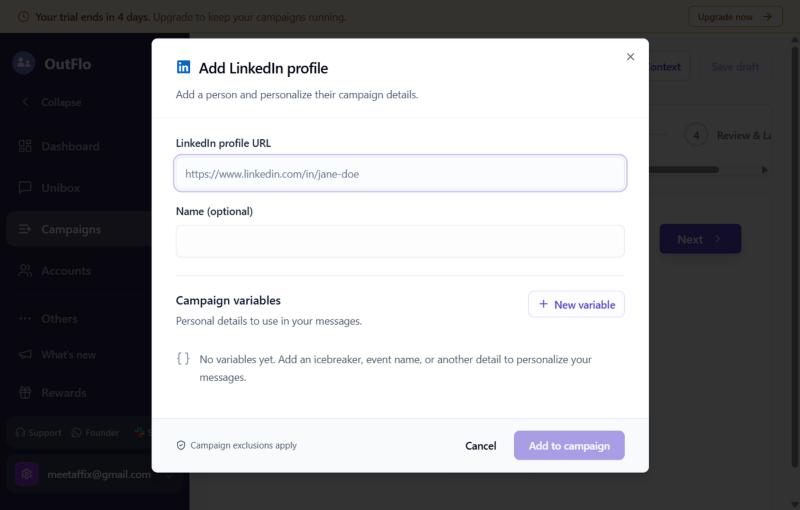 Your trial ends in 4 days. Upgrade to keep your campaigns running.
Upgrade now
OutFlo
Collapse
Dashboard
Unibox
Campaigns
Accounts
Others
What's new
Rewards
Support
Founder
meetaffix@gmail.com
Context
Save draft
4
Review &
Next
Add LinkedIn profile
Add a person and personalize their campaign details.
LinkedIn profile URL
https://www.linkedin.com/in/jane-doe
Name (optional)
Campaign variables
New variable
Personal details to use in your messages.
{ } No variables yet. Add an icebreaker, event name, or another detail to personalize your
messages.
Campaign exclusions apply
Cancel
Add to campaign